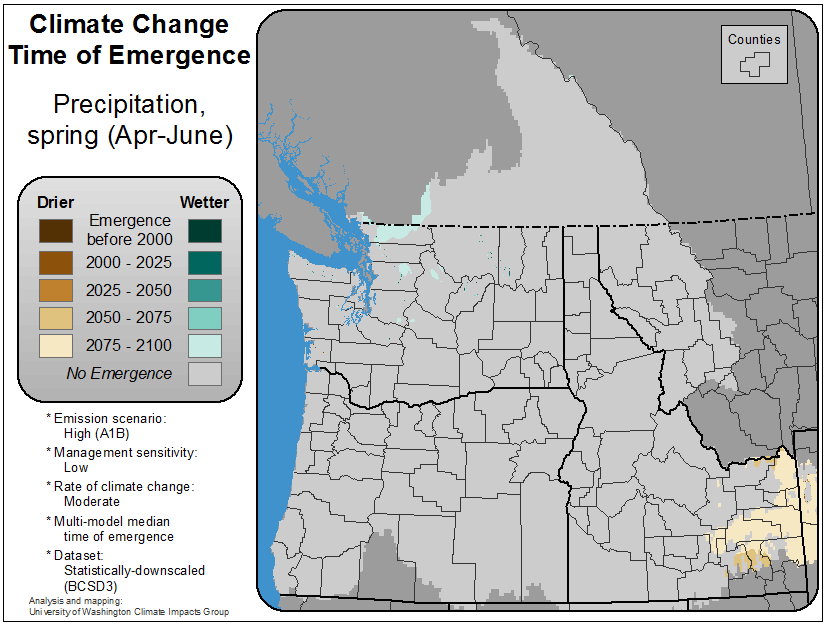 Climate Change
Time of Emergence
Precipitation,
spring (Apr-June)
Drier
Wetter
Emergence
before 2000
2000 - 2025
2025 - 2050
2050 - 2075
2075 - 2100
No Emergence
* Emission scenario:
High (A1B)
* Management sensitivity:
Low
* Rate of climate change:
Moderate
* Multi-model median
time of emergence
* Dataset:
Statistically-downscaled
(BCSD3)
Analysis and mapping:
University of Washington Climate Impacts Group
Counties